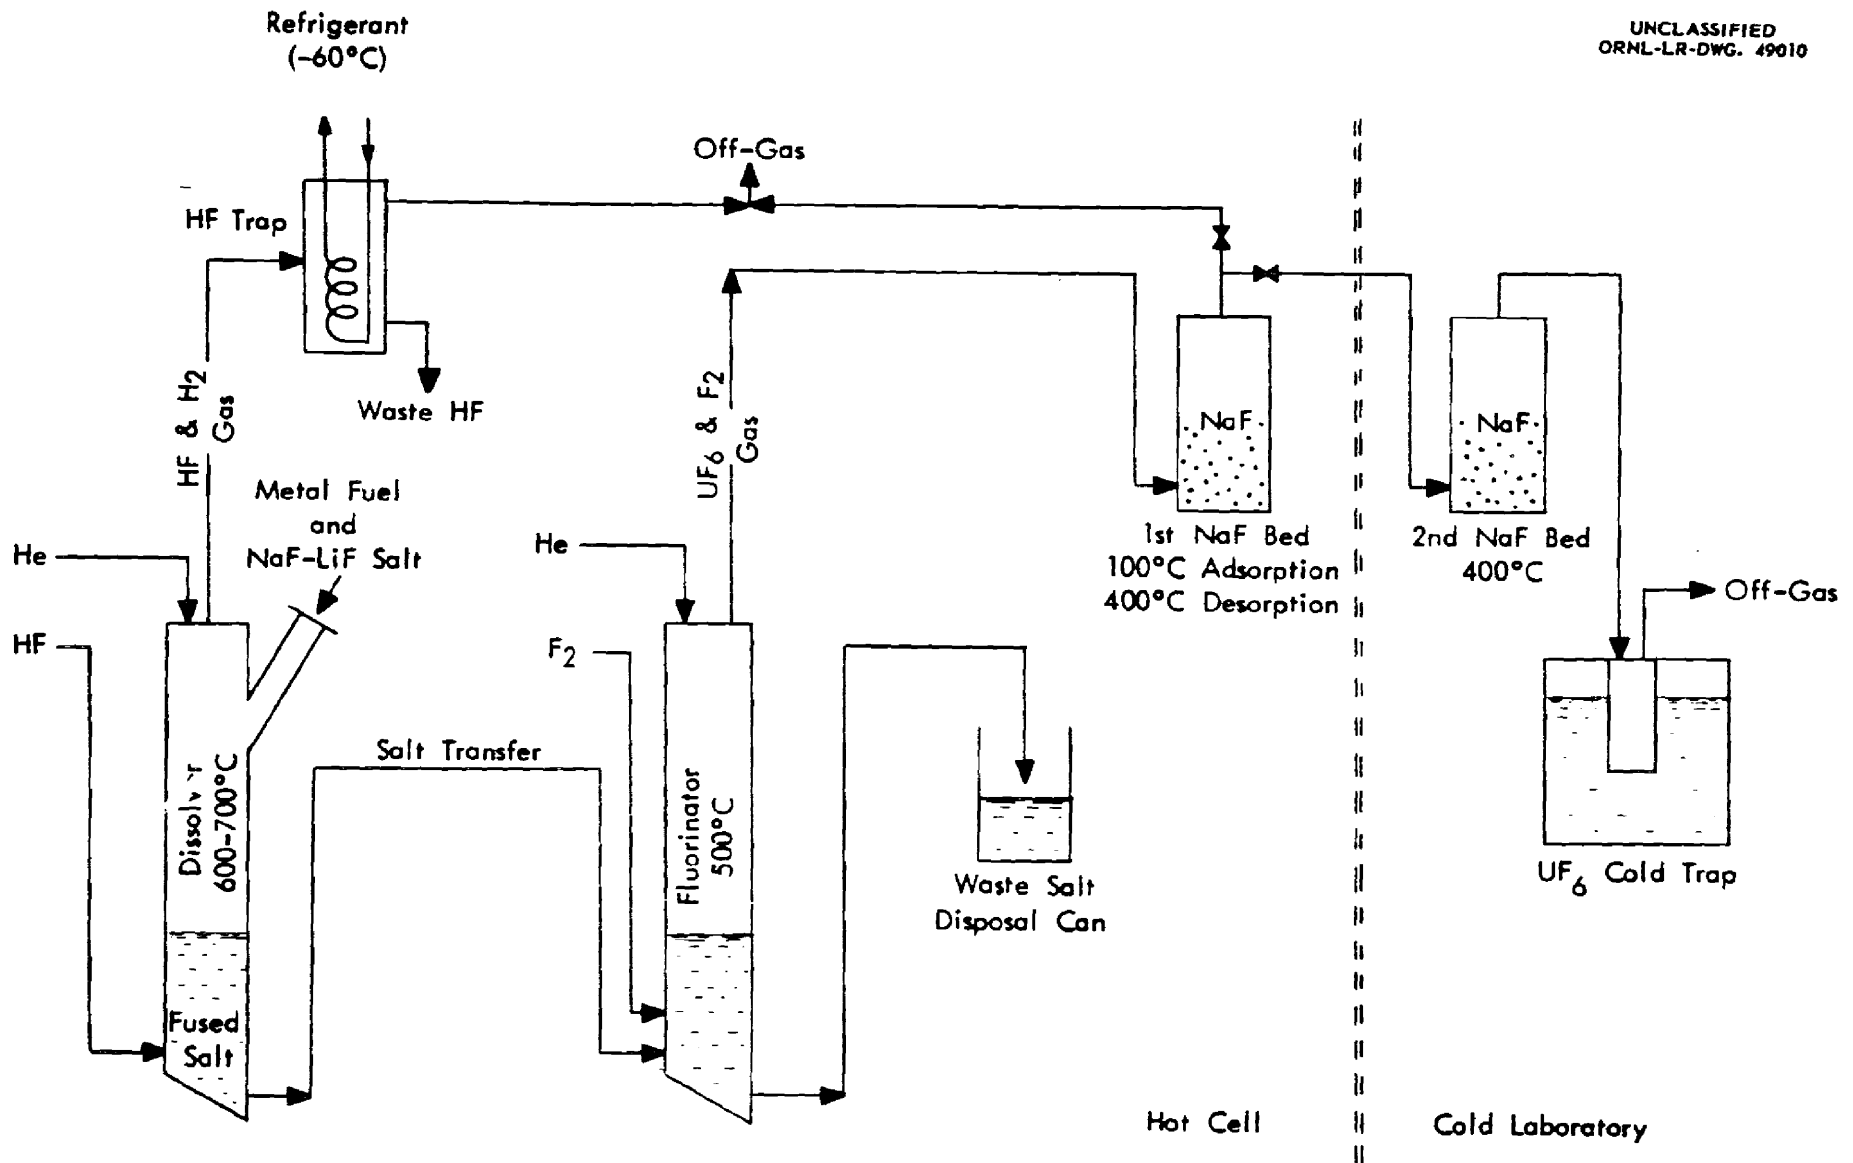 Refrigerant
(-60°C)
UNCLASSIFIED
ORNL-LR-DWG. 49010
Off-Gas
HF Trap
Waste HF
HF & H2
Gas
UF6 & F2
Gas
Metal Fuel
and
NaF-LiF Salt
He
HF
He
F2
NaF
1st NaF Bed
100°C Adsorption
400°C Desorption
NaF
2nd NaF Bed
400°C
Off-Gas
Salt Transfer
600-700°C
Fused
Salt
Fluorinator
500°C
Waste Salt
Disposal Can
UF6 Cold Trap
Hot Cell
Cold Laboratory